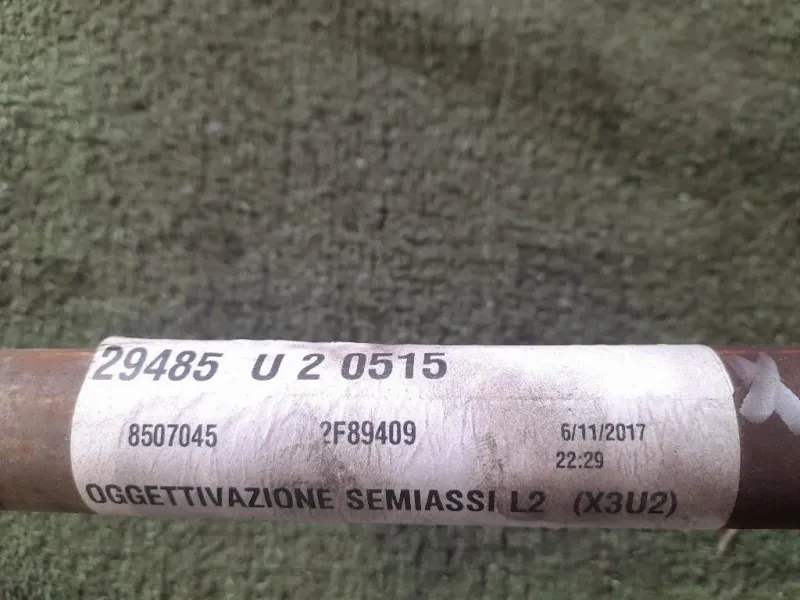 29485 U 2 0515
8507045 2F89409 6/11/2017
22:29
OGGETTIVAZIONE SEMIASSI L2 (X3U2)